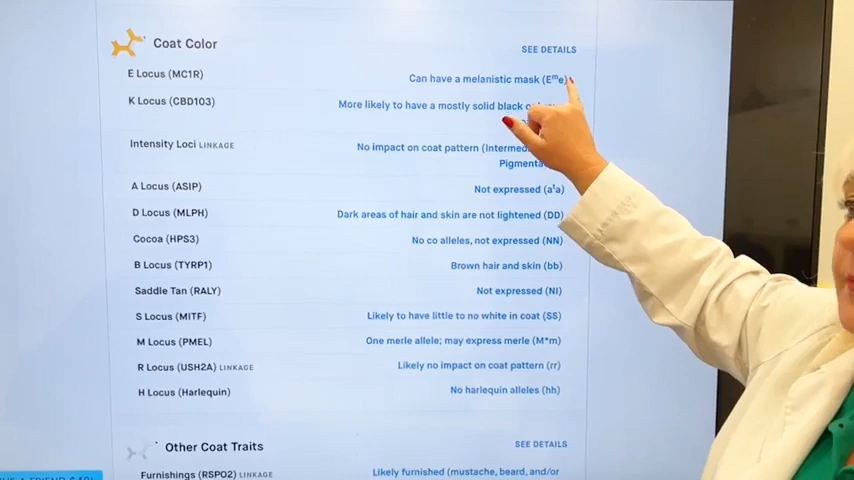 Coat Color
SEE DETAILS
E Locus (MC1R)
Can have a melanistic mask (Eᵐe)
K Locus (CBD103)
More likely to have a mostly solid black
Intensity Loci LINKAGE
No impact on coat pattern (Intermed
Pigmenta
A Locus (ASIP)
Not expressed (aᵗa)
D Locus (MLPH)
Dark areas of hair and skin are not lightened (DD)
Cocoa (HPS3)
No co alleles, not expressed (NN)
B Locus (TYRP1)
Brown hair and skin (bb)
Saddle Tan (RALY)
Not expressed (NI)
S Locus (MITF)
Likely to have little to no white in coat (SS)
M Locus (PMEL)
One merle allele; may express merle (M*m)
R Locus (USH2A) LINKAGE
Likely no impact on coat pattern (rr)
H Locus (Harlequin)
No harlequin alleles (hh)
Other Coat Traits
SEE DETAILS
Furnishings (RSPO2) LINKAGE
Likely furnished (mustache, beard, and/or